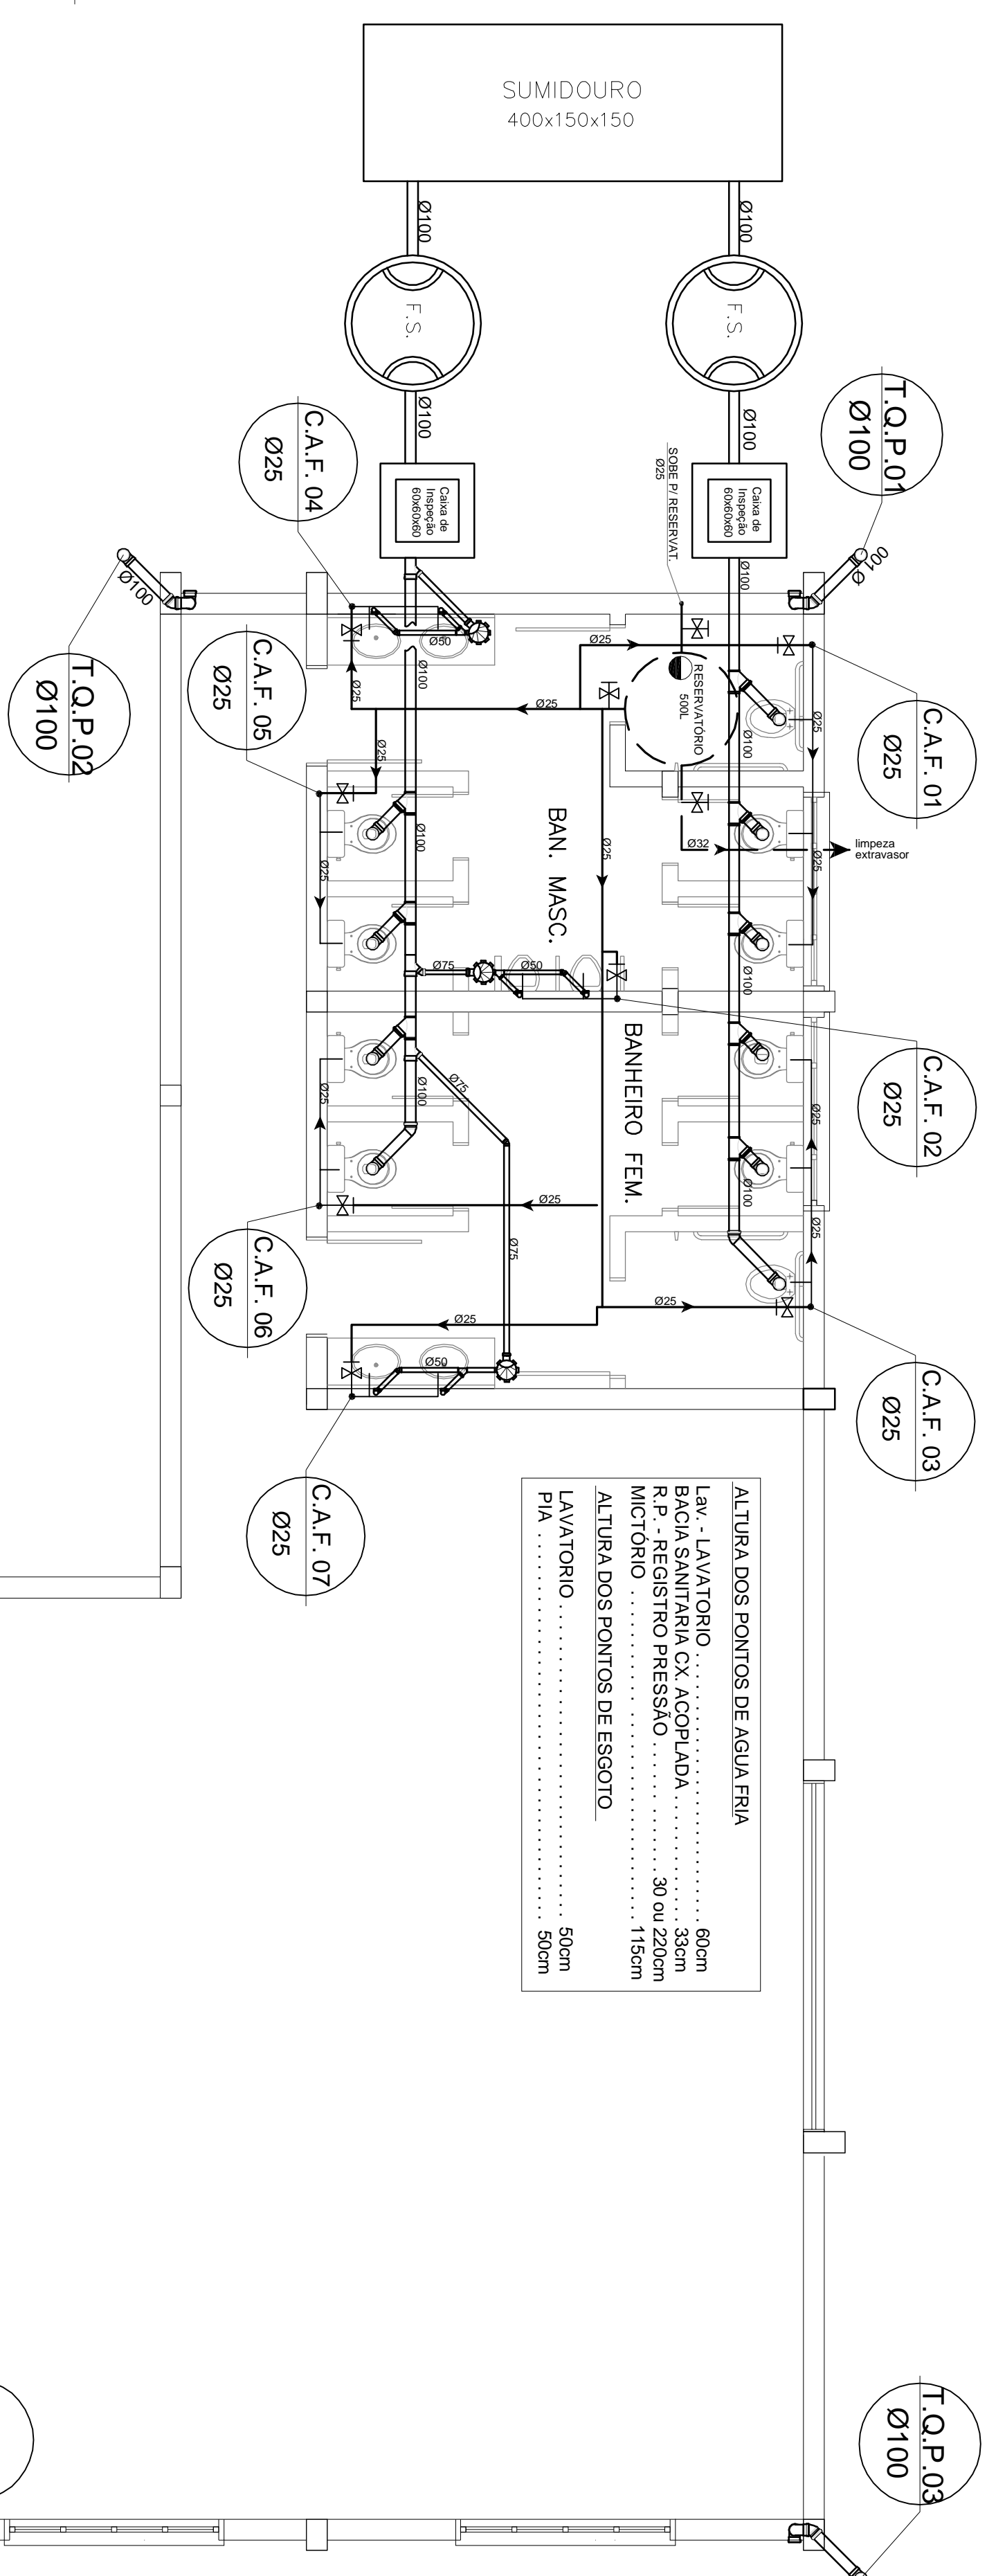 SUMIDOURO
400x150x150
Ø100
Ø100
F.S.
F.S.
Ø100
Ø100
T.Q.P.01
Ø100
C.A.F. 04
Ø25
Caixa de
Inspeção
60x60x60
Caixa de
Inspeção
60x60x60
SOBE P/ RESERVAT.
Ø25
Ø100
Ø100
Ø100
T.Q.P.02
Ø100
C.A.F. 05
Ø25
C.A.F. 01
Ø25
Ø50
Ø100
Ø25
Ø25
Ø25
Ø25
RESERVATÓRIO
500L
Ø100
Ø25
Ø25
Ø100
Ø25
Ø25
Ø32
limpeza
extravasor
Ø25
BAN. MASC.
Ø75
Ø50
Ø100
BANHEIRO FEM.
C.A.F. 02
Ø25
Ø75
Ø100
Ø25
Ø25
Ø100
Ø25
Ø25
Ø75
C.A.F. 06
Ø25
Ø25
Ø25
Ø50
C.A.F. 03
Ø25
C.A.F. 07
Ø25
ALTURA DOS PONTOS DE AGUA FRIA
Lav. - LAVATORIO . . . . . . . . . . . . . . . . . . . . . . . . 60cm
BACIA SANITARIA CX. ACOPLADA . . . . . . . . . . . . 33cm
R.P. - REGISTRO PRESSÃO . . . . . . . . . . . . 30 ou 220cm
MICTÓRIO . . . . . . . . . . . . . . . . . . . . . . . . . . . . . . 115cm
ALTURA DOS PONTOS DE ESGOTO
LAVATORIO . . . . . . . . . . . . . . . . . . . . . . . . . . . . 50cm
PIA . . . . . . . . . . . . . . . . . . . . . . . . . . . . . . . . . . . . 50cm
T.Q.P.03
Ø100